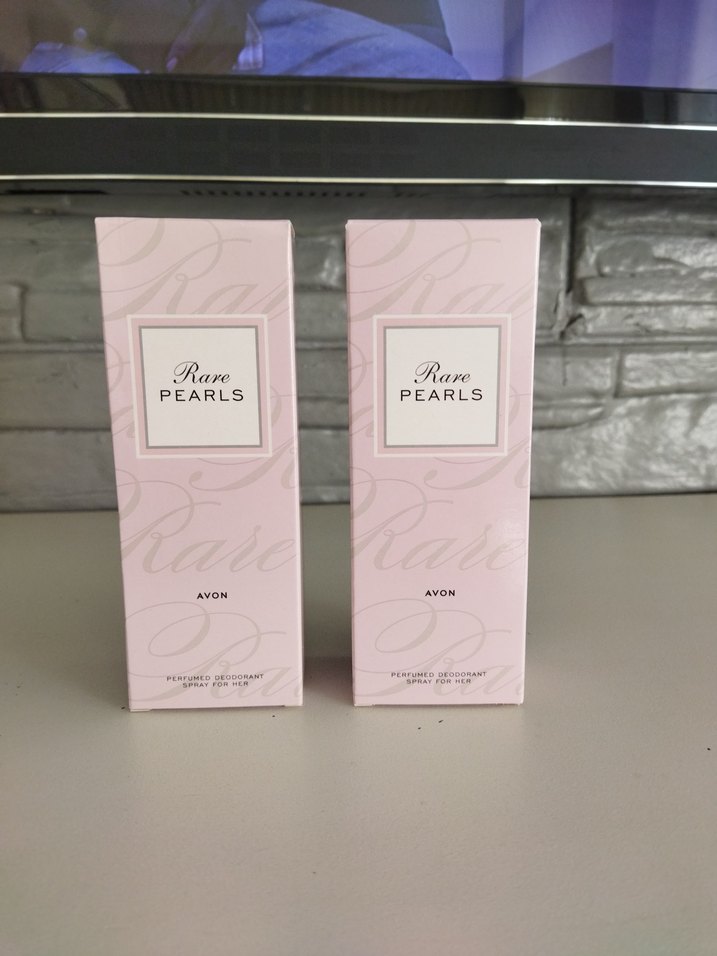 Rare
PEARLS
AVON
PERFUMED DEODORANT
SPRAY FOR HER
Rare
PEARLS
AVON
PERFUMED DEODORANT
SPRAY FOR HER